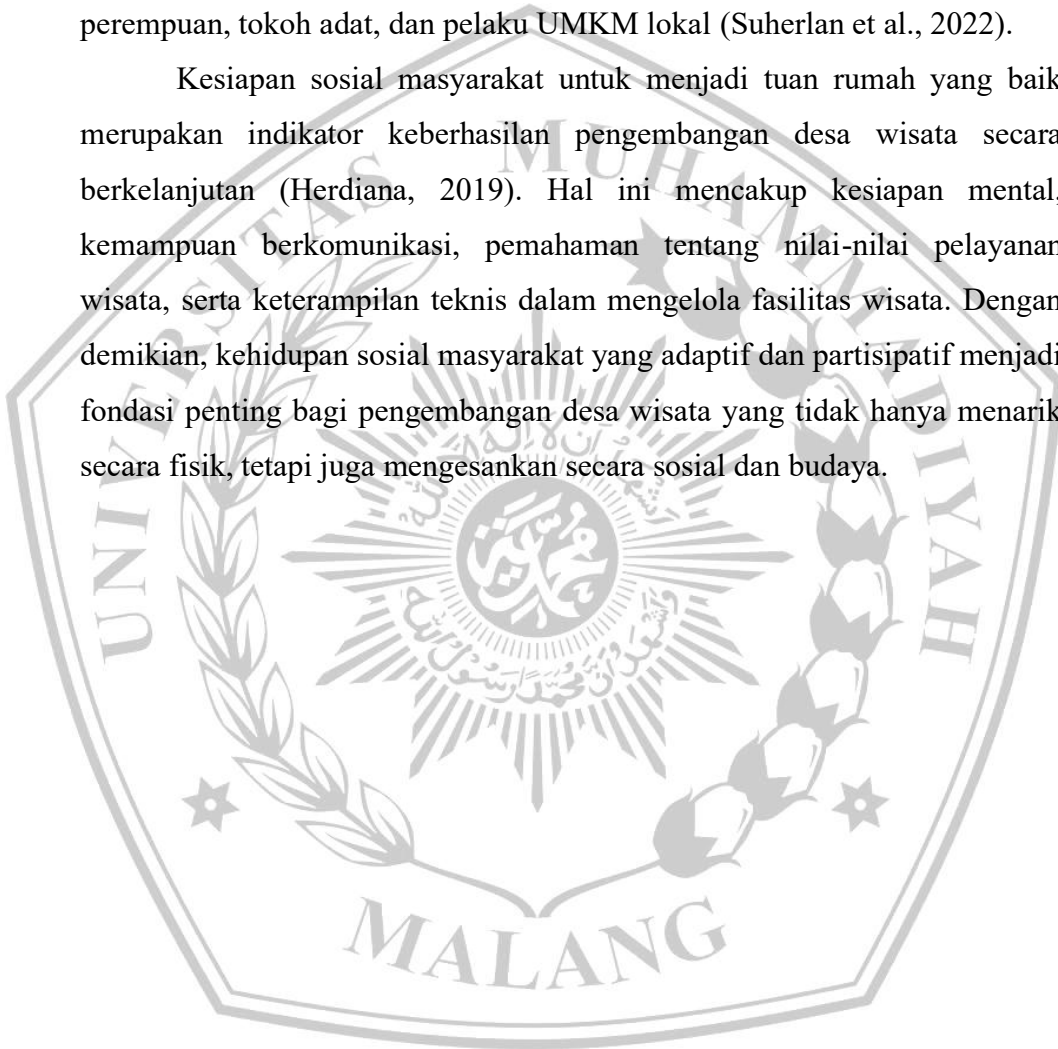 perempuan, tokoh adat, dan pelaku UMKM lokal (Suherlan et al., 2022).
Kesiapan sosial masyarakat untuk menjadi tuan rumah yang baik
merupakan indikator keberhasilan pengembangan desa wisata secara
berkelanjutan (Herdiana, 2019). Hal ini mencakup kesiapan mental,
kemampuan berkomunikasi, pemahaman tentang nilai-nilai pelayanan
wisata, serta keterampilan teknis dalam mengelola fasilitas wisata. Dengan
demikian, kehidupan sosial masyarakat yang adaptif dan partisipatif menjadi
fondasi penting bagi pengembangan desa wisata yang tidak hanya menarik
secara fisik, tetapi juga mengesankan secara sosial dan budaya.
UNIVERSITAS MUHAMMADIYAH
MALANG